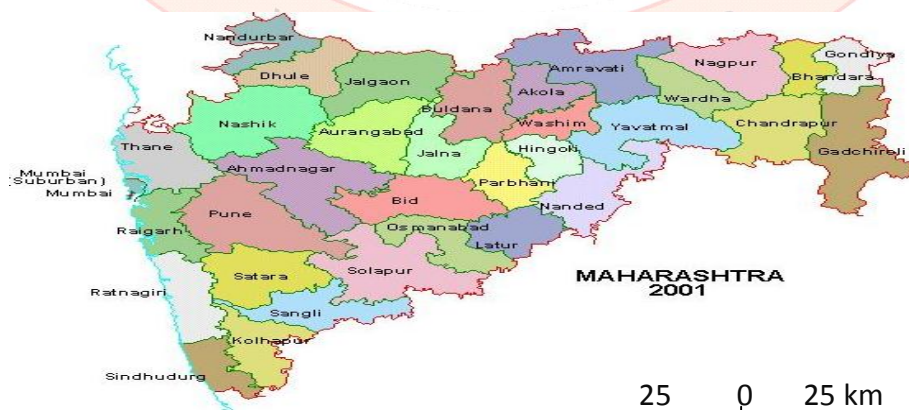 Nandurbar
Dhule
Jalgaon
Buldana
Akola
Amravati
Nagpur
Bhandara
Gondiya
Wardha
Washim
Yavatmal
Chandrapur
Gadchiroli
Nashik
Aurangabad
Jalna
Hingoli
Parbhani
Nanded
Thane
Mumbai
(Suburban)
Mumbai
Ahmadnagar
Bid
Pune
Raigarh
Osmanabad
Latur
Solapur
Satara
Ratnagiri
Sangli
Kolhapur
Sindhudurg
MAHARASHTRA
2001
25 0 25 km